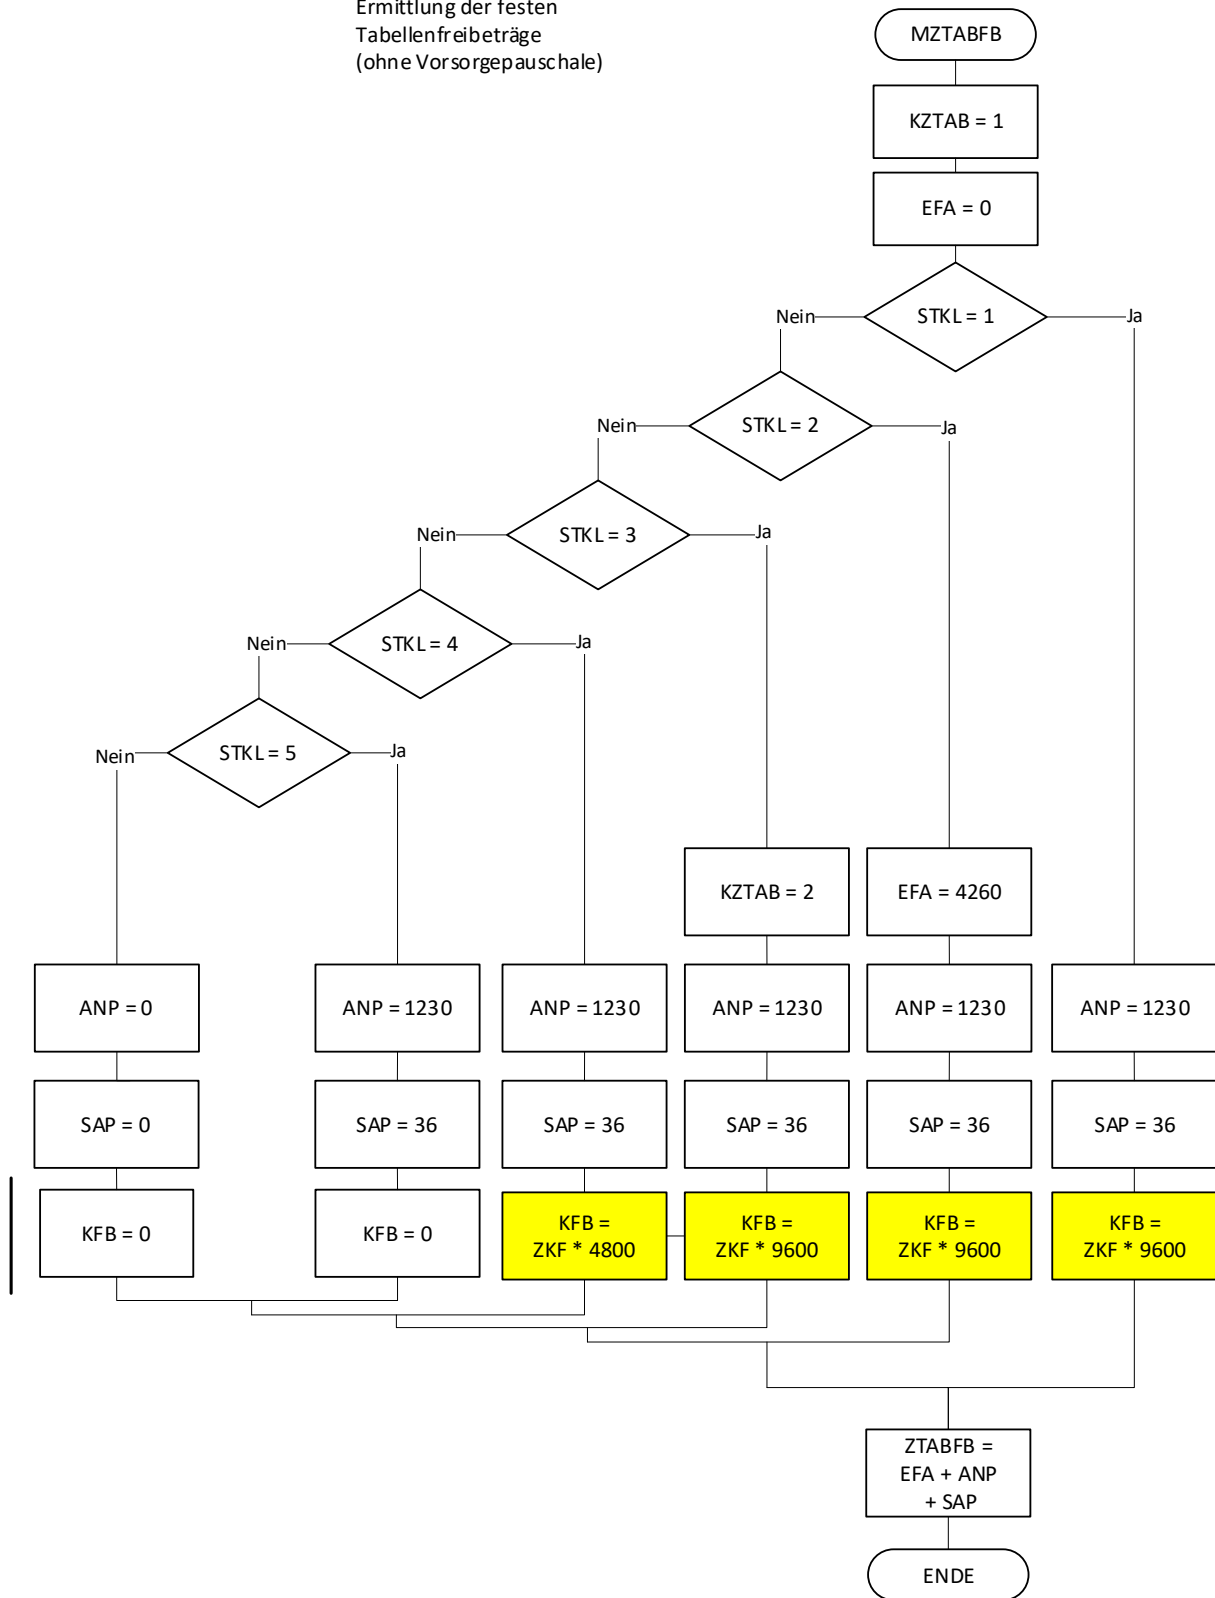 Ermittlung der festen
Tabellenfreibeträge
(ohne Vorsorgepauschale)
MZTABFB
KZTAB = 1
EFA = 0
Nein
STKL = 1
Ja
Nein
STKL = 2
Ja
Nein
STKL = 3
Ja
Nein
STKL = 4
Ja
Nein
STKL = 5
Ja
KZTAB = 2
EFA = 4260
ANP = 0
ANP = 1230
ANP = 1230
ANP = 1230
ANP = 1230
ANP = 1230
SAP = 0
SAP = 36
SAP = 36
SAP = 36
SAP = 36
SAP = 36
KFB = 0
KFB = 0
KFB =
ZKF * 4800
KFB =
ZKF * 9600
KFB =
ZKF * 9600
KFB =
ZKF * 9600
ZTABFB =
EFA + ANP
+ SAP
ENDE